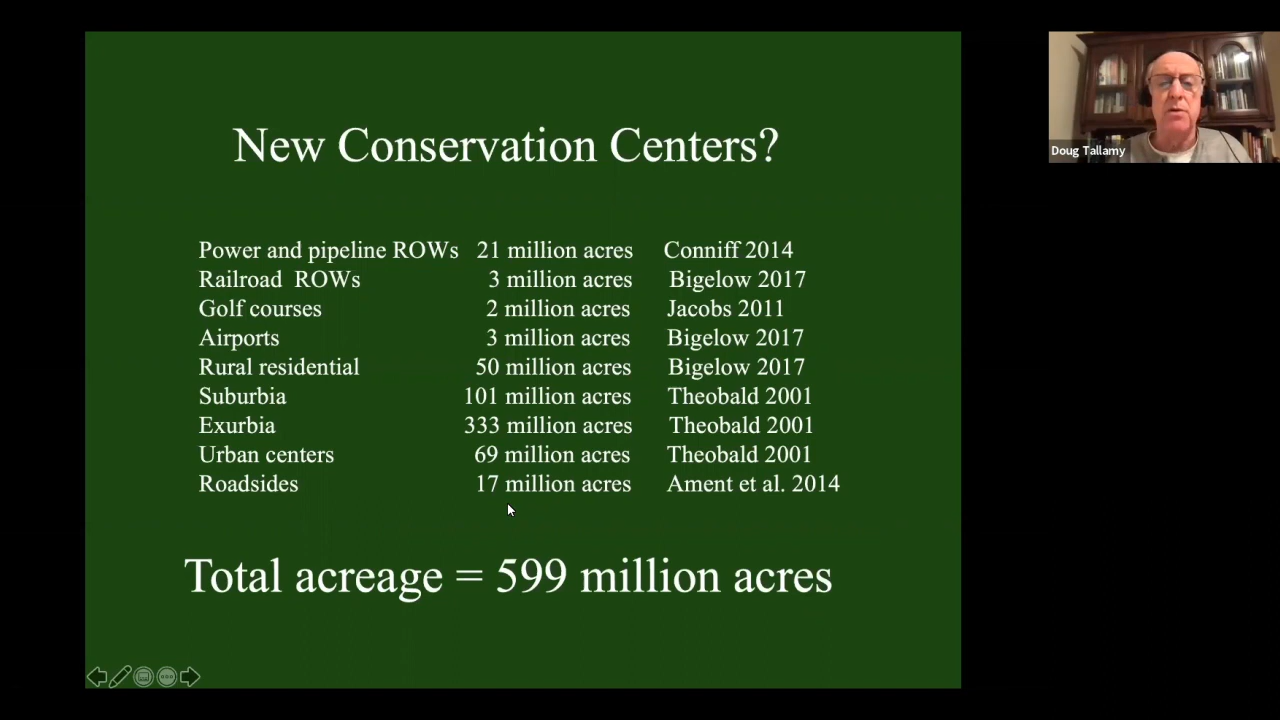 New Conservation Centers?
Power and pipeline ROWs 21 million acres Conniff 2014
Railroad ROWs 3 million acres Bigelow 2017
Golf courses 2 million acres Jacobs 2011
Airports 3 million acres Bigelow 2017
Rural residential 50 million acres Bigelow 2017
Suburbia 101 million acres Theobald 2001
Exurbia 333 million acres Theobald 2001
Urban centers 69 million acres Theobald 2001
Roadsides 17 million acres Ament et al. 2014
Total acreage = 599 million acres
Doug Tallamy